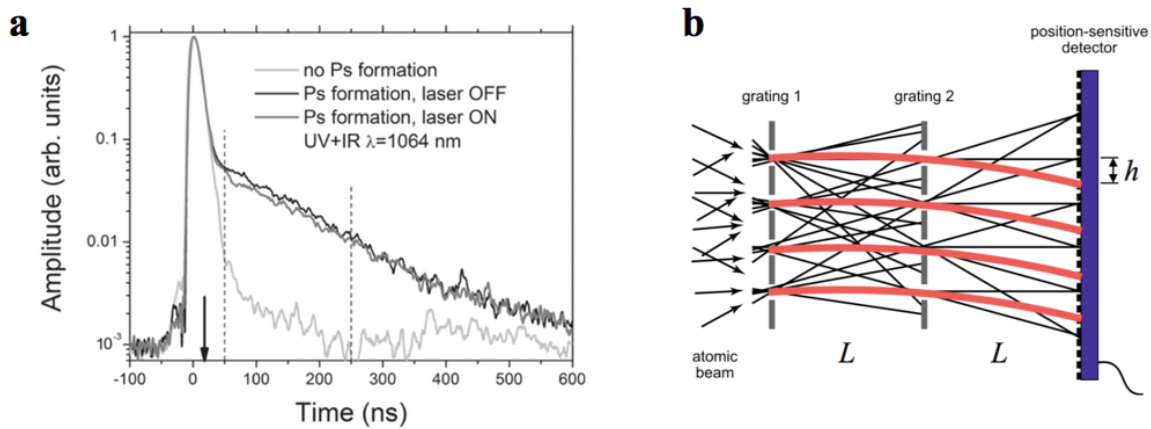 a
Amplitude (arb. units)
1
0.1
0.01
10⁻³
no Ps formation
Ps formation, laser OFF
Ps formation, laser ON
UV+IR λ=1064 nm
-100 0 100 200 300 400 500 600
Time (ns)
b
position-sensitive
detector
grating 1
grating 2
h
L
L
atomic
beam